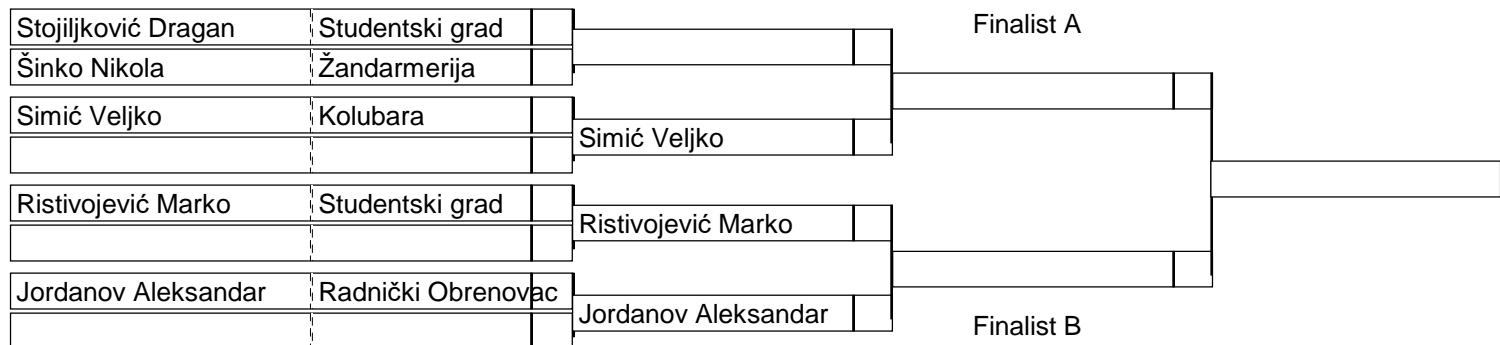 Stojiljković Dragan Studentski grad
Finalist A
Šinko Nikola Žandarmerija
Simić Veljko Kolubara
Simić Veljko
Ristivojević Marko Studentski grad
Ristivojević Marko
Jordanov Aleksandar Radnički Obrenovac
Jordanov Aleksandar
Finalist B